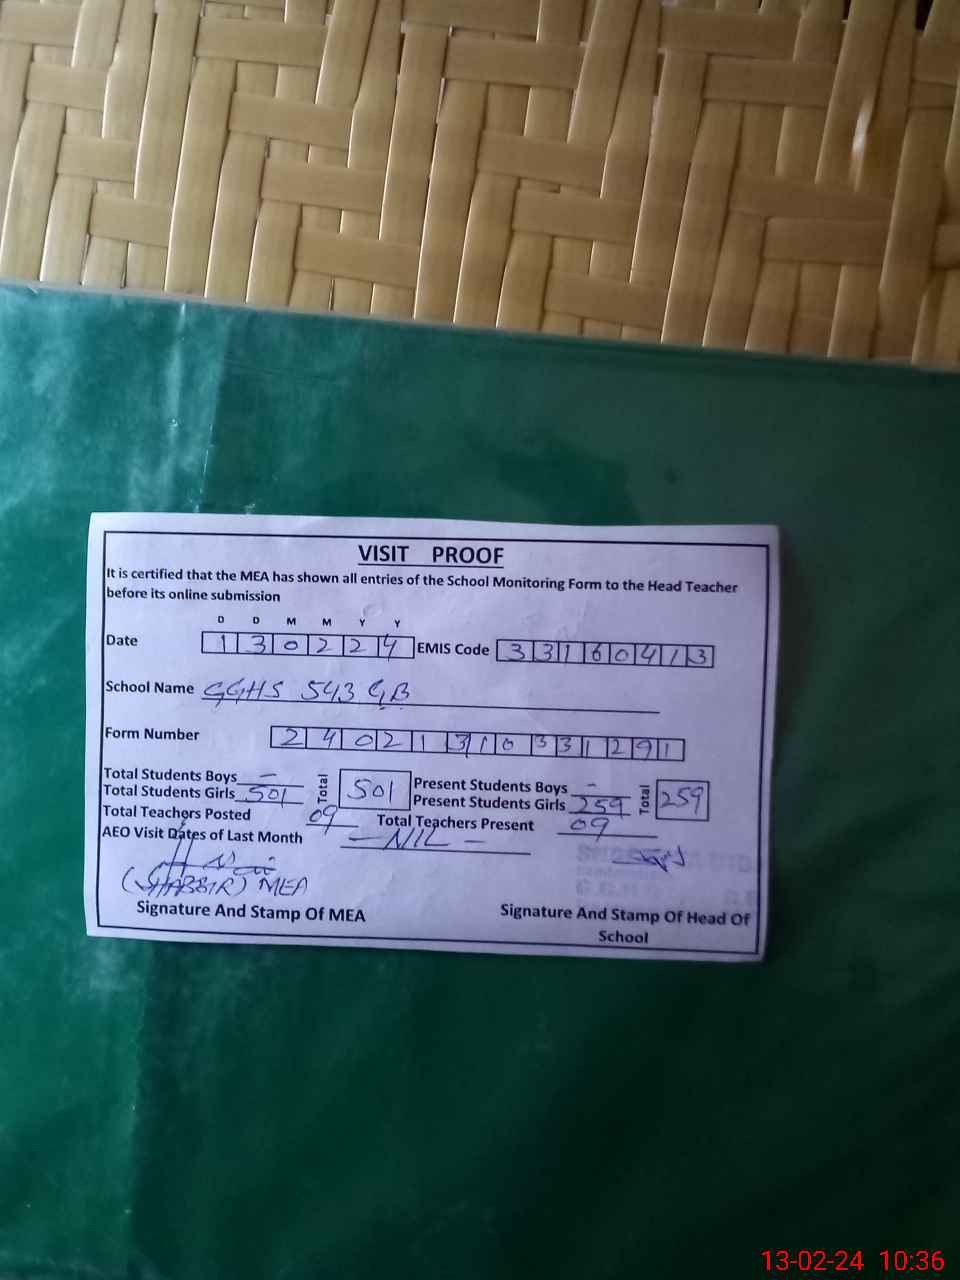 VISIT PROOF
It is certified that the MEA has shown all entries of the School Monitoring Form to the Head Teacher
before its online submission
D D M M Y Y
Date 1 3 0 2 2 4 EMIS Code 3 3 1 6 0 4 1 3
School Name GGHS 543 GB
Form Number 2 4 0 2 1 3 1 0 3 3 1 2 9 1
Total Students Boys - Present Students Boys -
Total Students Girls 501 Total 501 Present Students Girls 259 Total 259
Total Teachers Posted 09 Total Teachers Present 09
AEO Visit Dates of Last Month - NIL -
(SHABBIR) MEA
Signature And Stamp Of MEA Signature And Stamp Of Head Of
School
13-02-24 10:36